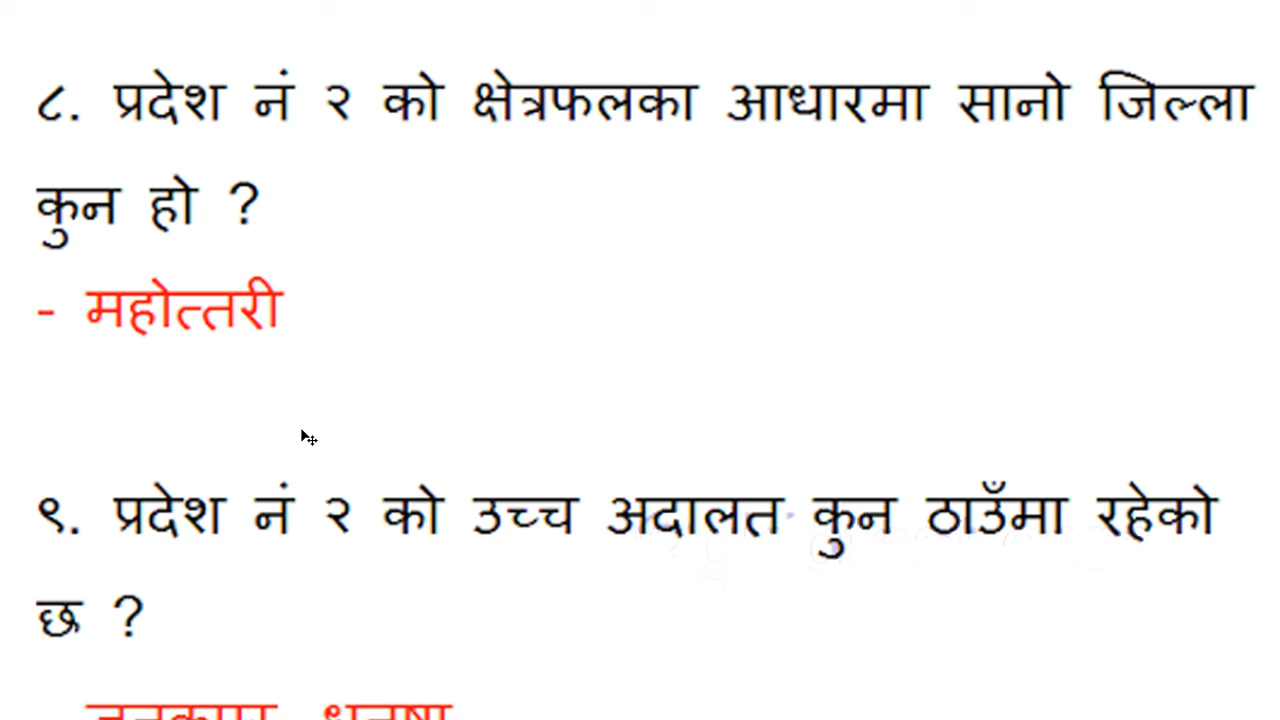 ८. प्रदेश नं २ को क्षेत्रफलका आधारमा सानो जिल्ला
कुन हो ?
- महोत्तरी
९. प्रदेश नं २ को उच्च अदालत कुन ठाउँमा रहेको
छ ?